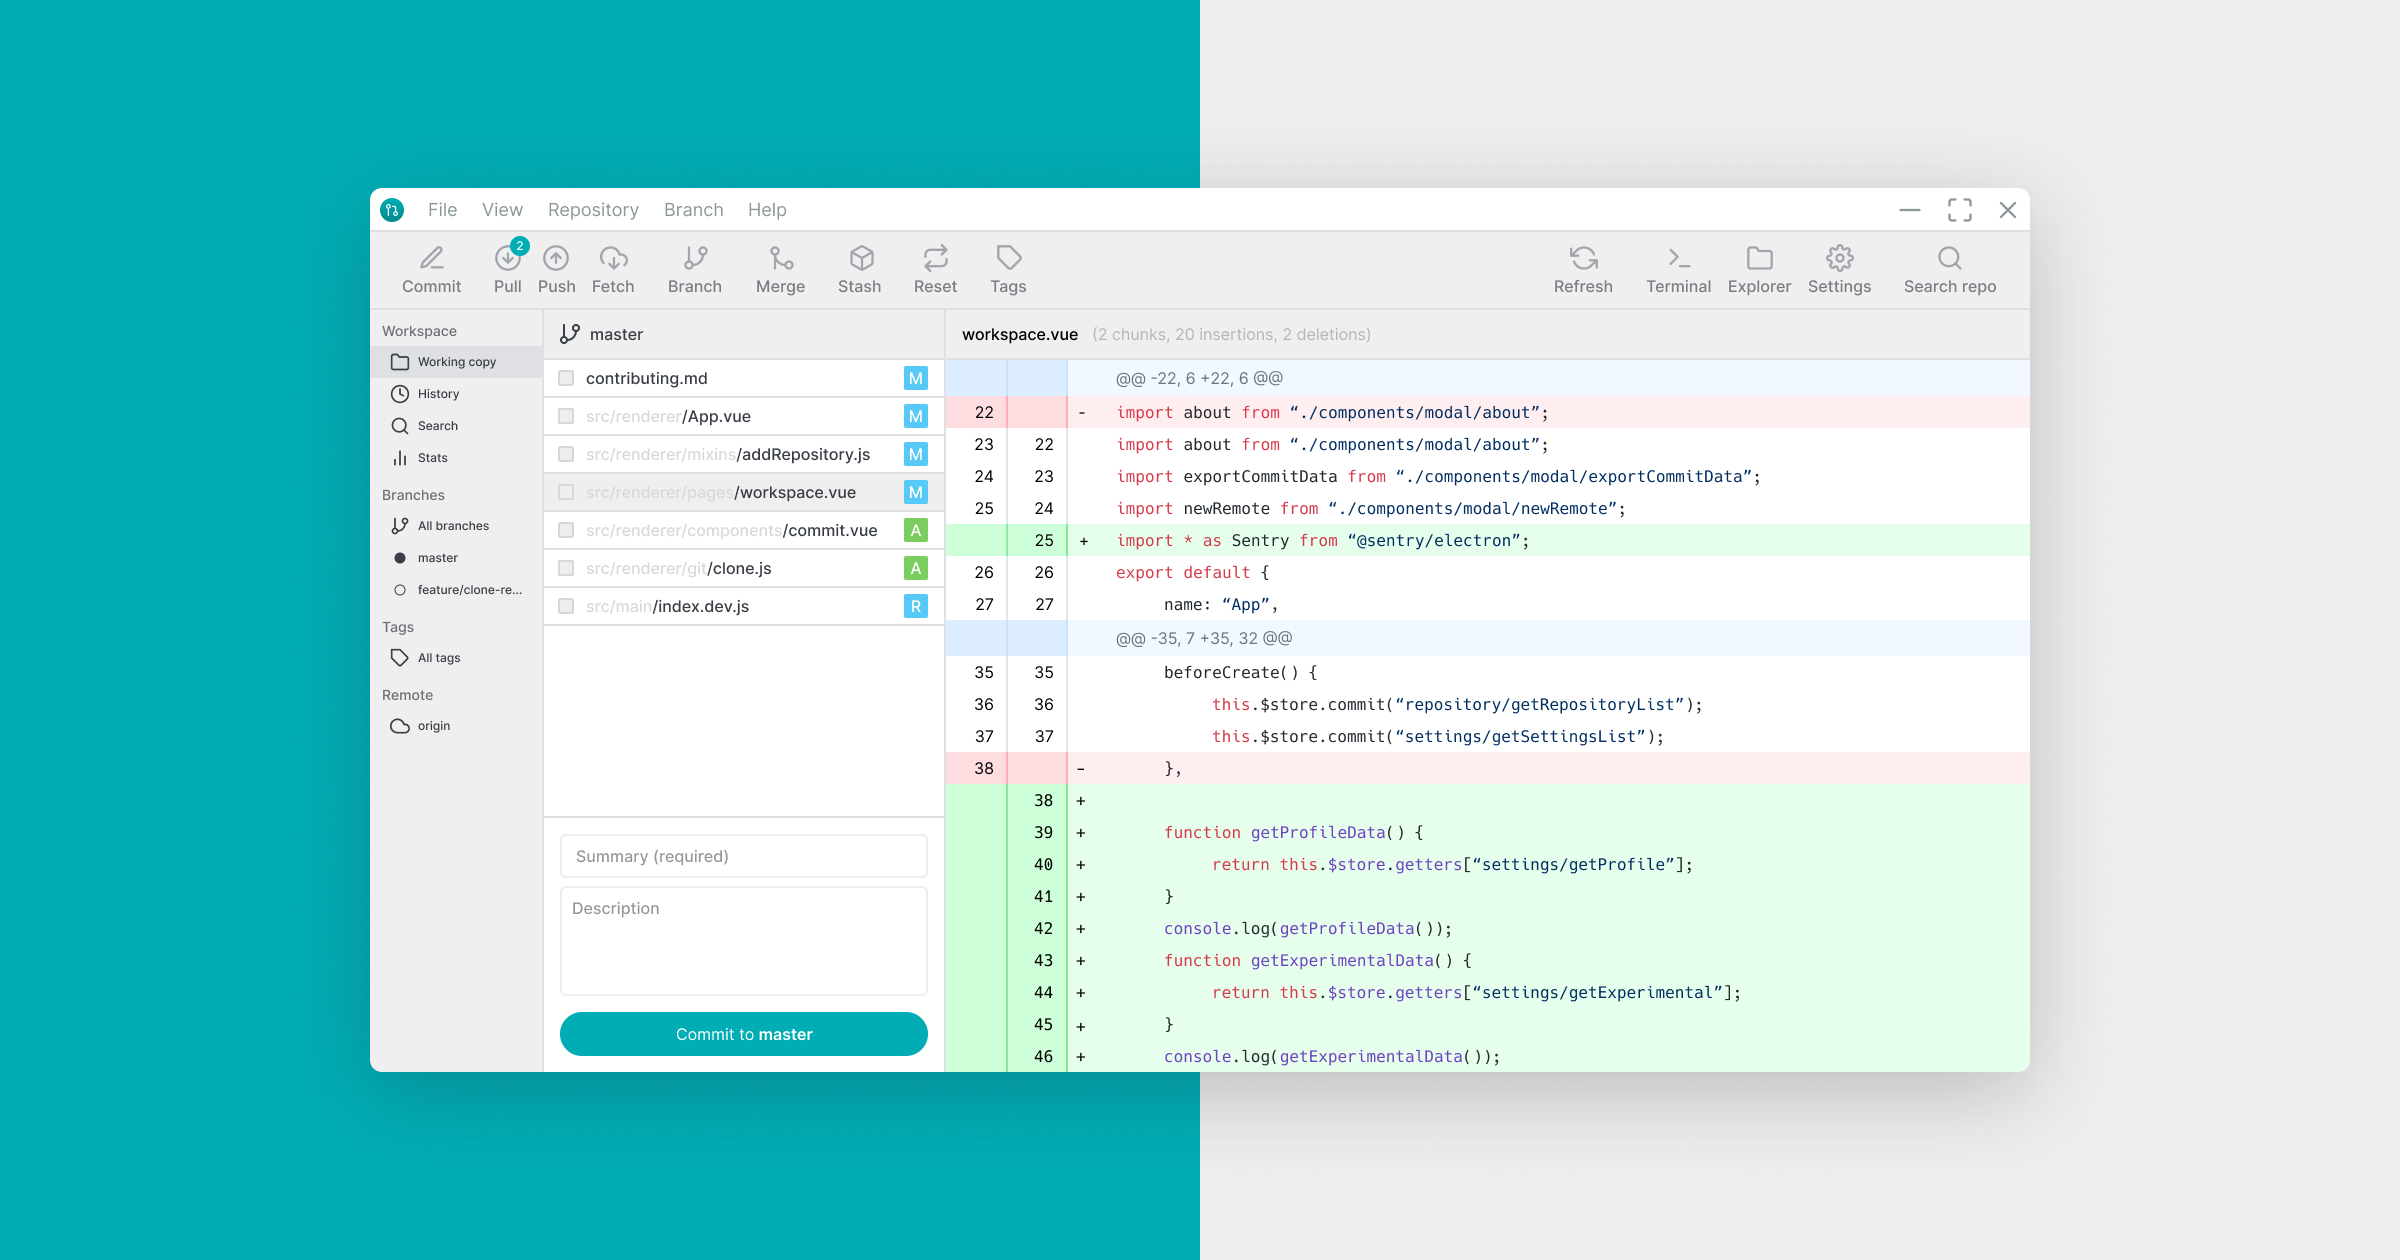 File View Repository Branch Help
2
Commit Pull Push Fetch Branch Merge Stash Reset Tags Refresh Terminal Explorer Settings Search repo
Workspace
Working copy
History
Search
Stats
Branches
All branches
master
feature/clone-re...
Tags
All tags
Remote
origin
master
contributing.md M
src/renderer/App.vue M
src/renderer/mixins/addRepository.js M
src/renderer/pages/workspace.vue M
src/renderer/components/commit.vue A
src/renderer/git/clone.js A
src/main/index.dev.js R
Summary (required)
Description
Commit to master
workspace.vue (2 chunks, 20 insertions, 2 deletions)
@@ -22, 6 +22, 6 @@
22 - import about from “./components/modal/about”;
23 22 import about from “./components/modal/about”;
24 23 import exportCommitData from “./components/modal/exportCommitData”;
25 24 import newRemote from “./components/modal/newRemote”;
25 + import * as Sentry from “@sentry/electron”;
26 26 export default {
27 27 name: “App”,
@@ -35, 7 +35, 32 @@
35 35 beforeCreate() {
36 36 this.$store.commit(“repository/getRepositoryList”);
37 37 this.$store.commit(“settings/getSettingsList”);
38 - },
38 +
39 + function getProfileData() {
40 + return this.$store.getters[“settings/getProfile”];
41 + }
42 + console.log(getProfileData());
43 + function getExperimentalData() {
44 + return this.$store.getters[“settings/getExperimental”];
45 + }
46 + console.log(getExperimentalData());